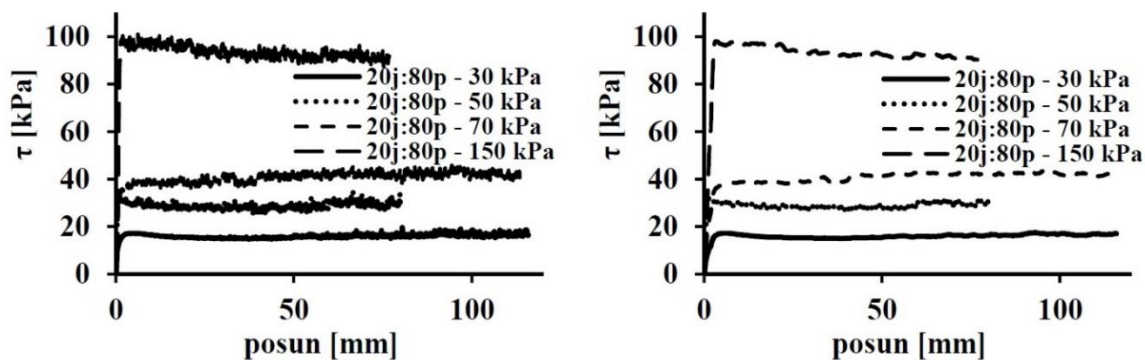 100
80
60
40
20
0
τ [kPa]
20j:80p - 30 kPa
20j:80p - 50 kPa
20j:80p - 70 kPa
20j:80p - 150 kPa
0 50 100
posun [mm]
100
80
60
40
20
0
τ [kPa]
20j:80p - 30 kPa
20j:80p - 50 kPa
20j:80p - 70 kPa
20j:80p - 150 kPa
0 50 100
posun [mm]